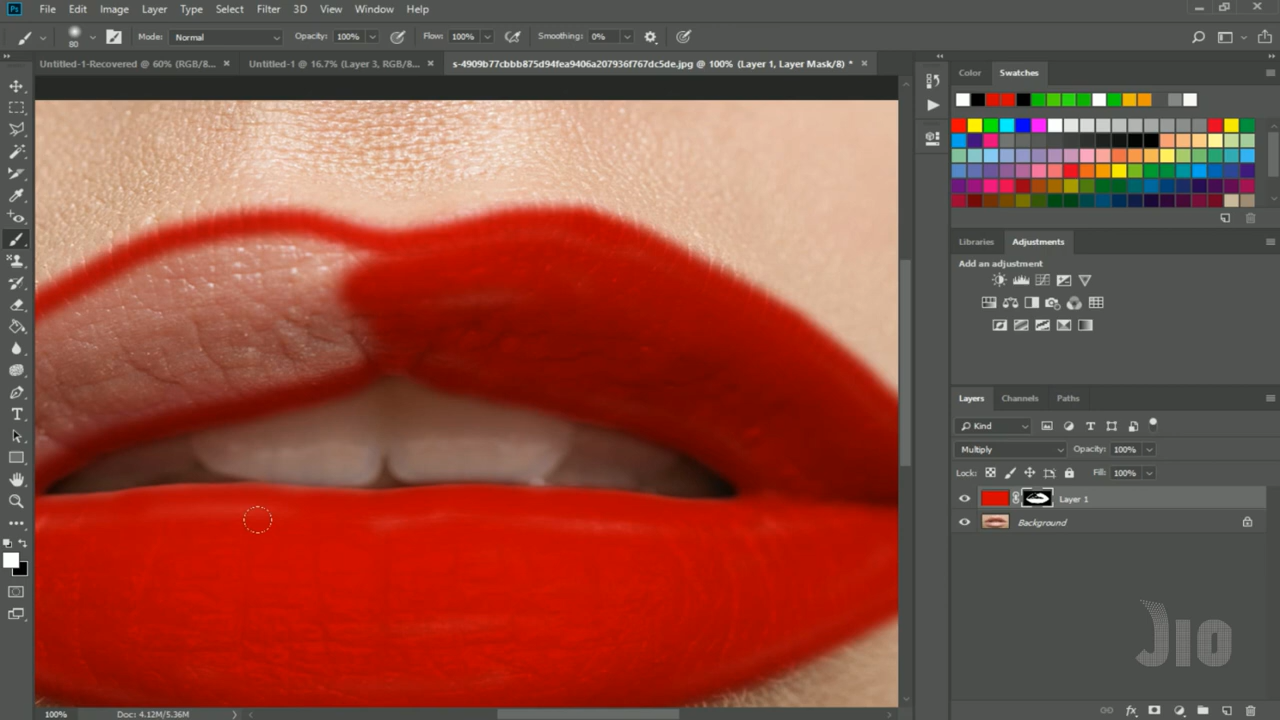 Ps File Edit Image Layer Type Select Filter 3D View Window Help
80 Mode: Normal Opacity: 100% Flow: 100% Smoothing: 0%
Untitled-1-Recovered @ 60% (RGB/8... × Untitled-1 @ 16.7% (Layer 3, RGB/8... × s-4909b77cbbb875d94fea9406a207936f767dc5de.jpg @ 100% (Layer 1, Layer Mask/8) * ×
Color Swatches
Libraries Adjustments
Add an adjustment
Layers Channels Paths
Kind
Multiply Opacity: 100%
Lock: Fill: 100%
Layer 1
Background
JIO
100% Doc: 4.12M/5.36M